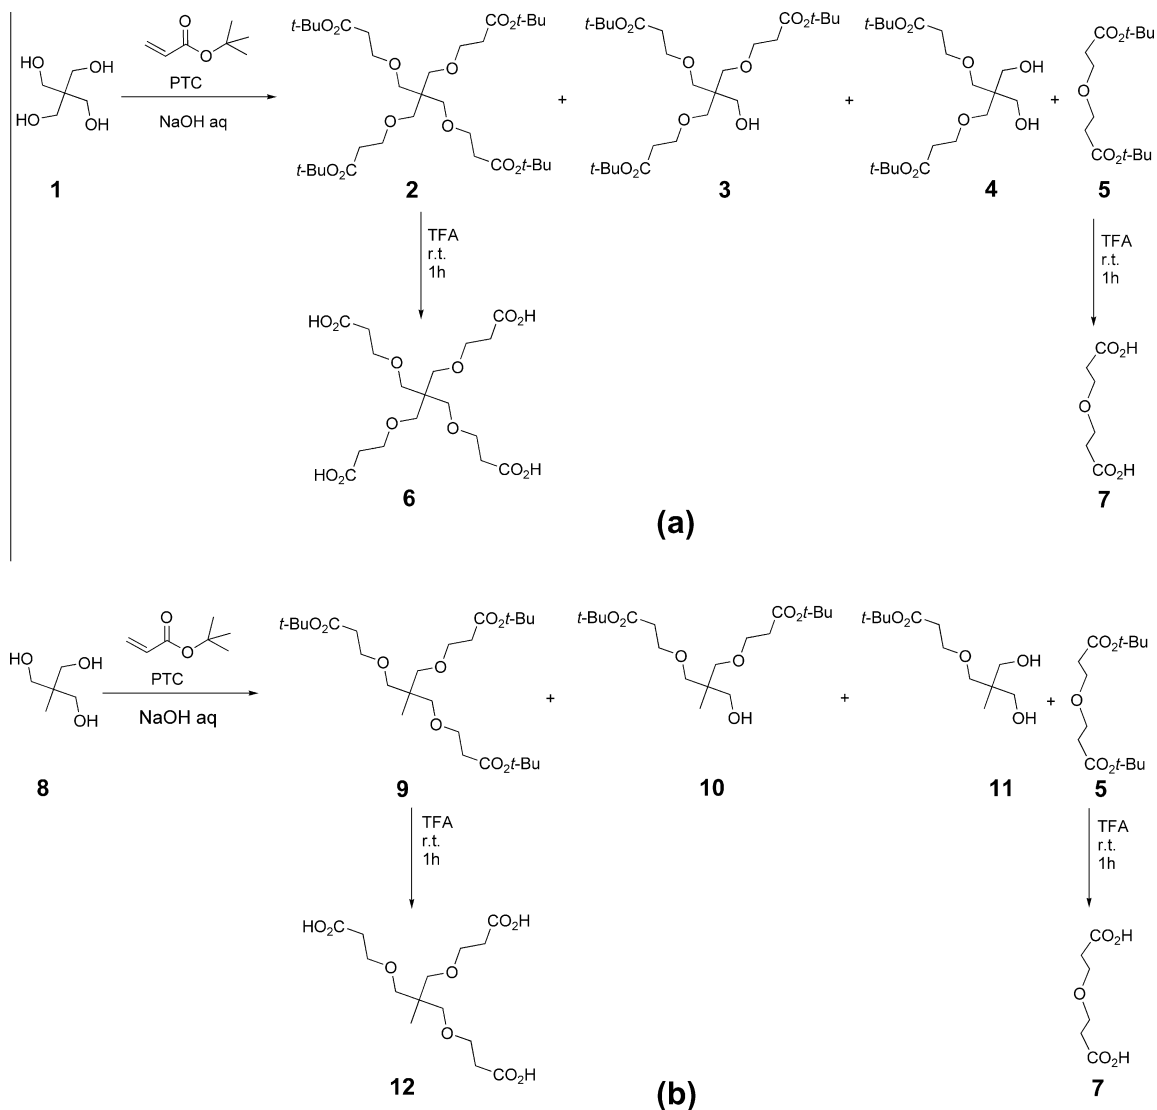 t-BuO₂C CO₂t-Bu t-BuO₂C CO₂t-Bu t-BuO₂C CO₂t-Bu
HO OH O O PTC O O O O O OH O
HO OH NaOH aq + + OH +
O O OH O
t-BuO₂C CO₂t-Bu t-BuO₂C t-BuO₂C CO₂t-Bu
1 2 3 4 5
TFA TFA
r.t. r.t.
1h 1h
HO₂C CO₂H CO₂H
O O O
O O
HO₂C CO₂H CO₂H
6 7
(a)
t-BuO₂C CO₂t-Bu t-BuO₂C CO₂t-Bu t-BuO₂C CO₂t-Bu
HO OH O O PTC O O O O O OH
OH NaOH aq O + OH + OH + O
CO₂t-Bu CO₂t-Bu
8 9 10 11 5
TFA TFA
r.t. r.t.
1h 1h
HO₂C CO₂H CO₂H
O O O
O
CO₂H CO₂H
12 7
(b)